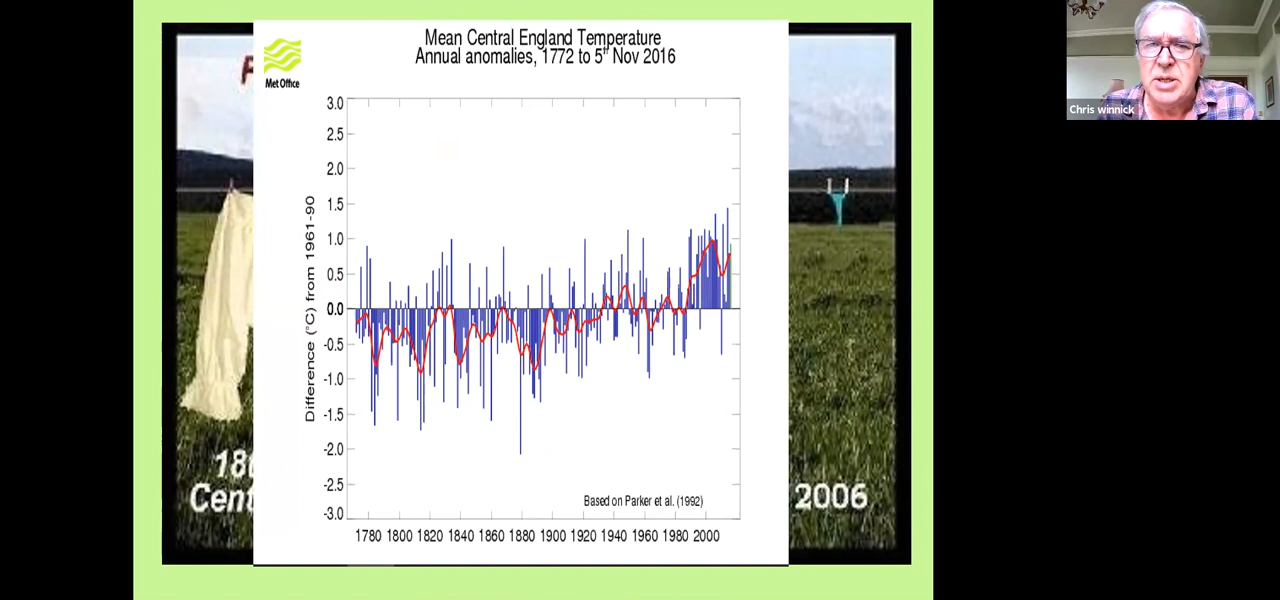 Mean Central England Temperature
Annual anomalies, 1772 to 5th Nov 2016
Met Office
Chris winnick
3.0
2.5
2.0
1.5
1.0
0.5
0.0
-0.5
-1.0
-1.5
-2.0
-2.5
-3.0
Difference (°C) from 1961-90
Based on Parker et al. (1992)
1780 1800 1820 1840 1860 1880 1900 1920 1940 1960 1980 2000
2006